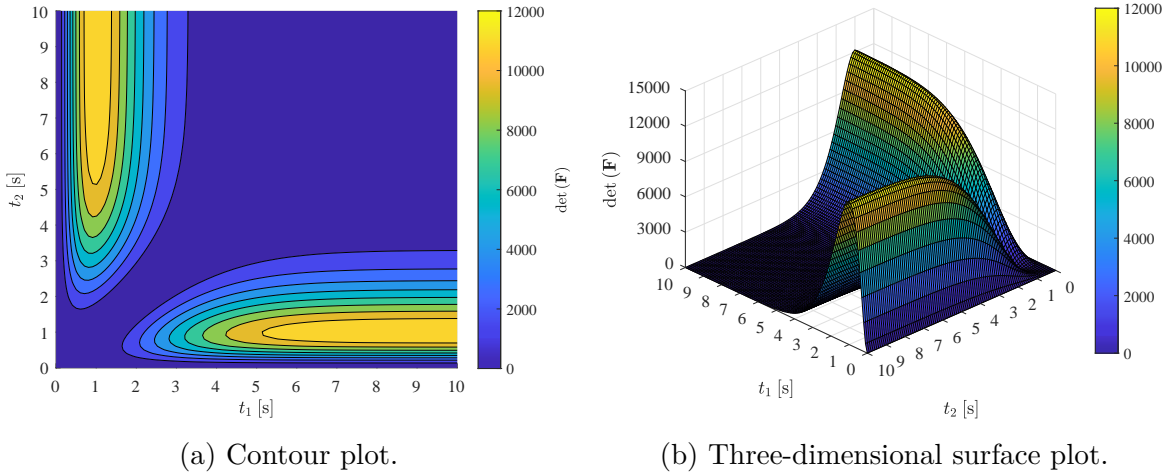 10
9
8
7
6
5
4
3
2
1
0
t₂ [s]
0 1 2 3 4 5 6 7 8 9 10
t₁ [s]
12000
10000
8000
6000
4000
2000
0
det (F)
(a) Contour plot.
15000
12000
9000
6000
3000
0
det (F)
10 9 8 7 6 5 4 3 2 1 0
t₁ [s]
10 9 8 7 6 5 4 3 2 1 0
t₂ [s]
12000
10000
8000
6000
4000
2000
0
(b) Three-dimensional surface plot.